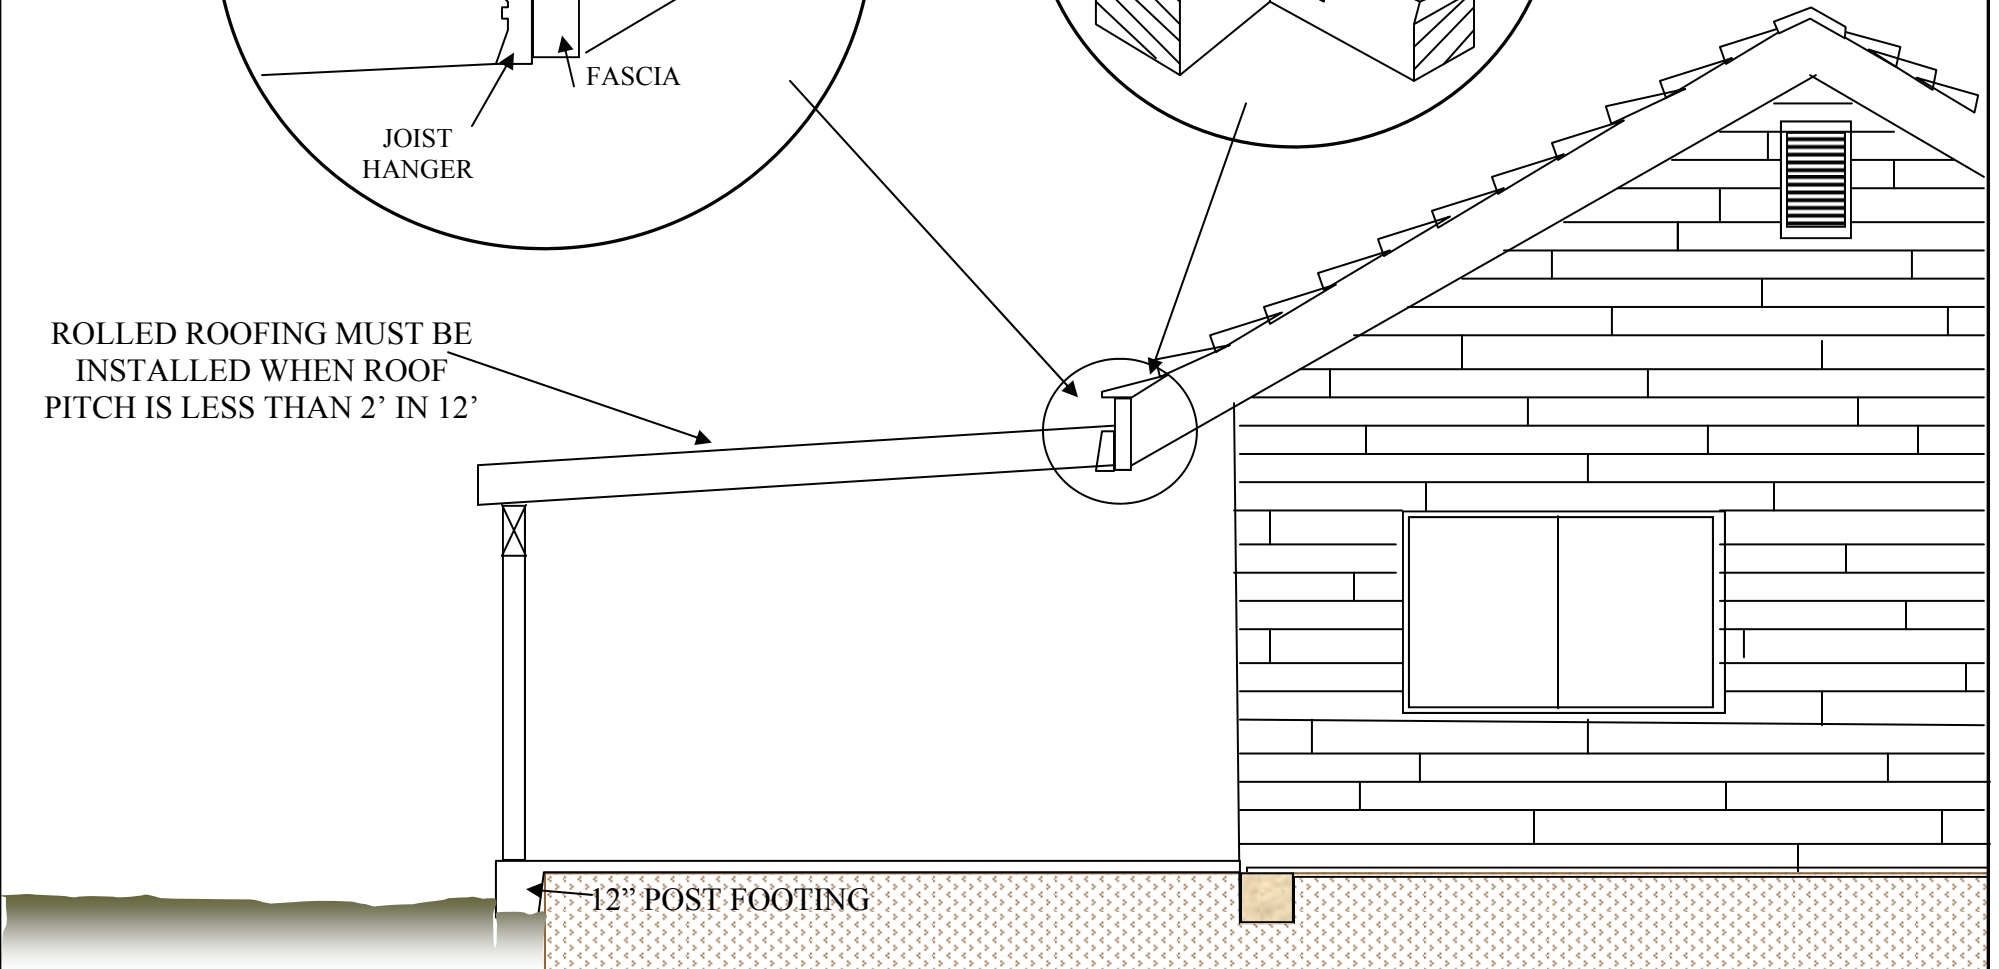 FASCIA
JOIST
HANGER
ROLLED ROOFING MUST BE
INSTALLED WHEN ROOF
PITCH IS LESS THAN 2’ IN 12’
12” POST FOOTING